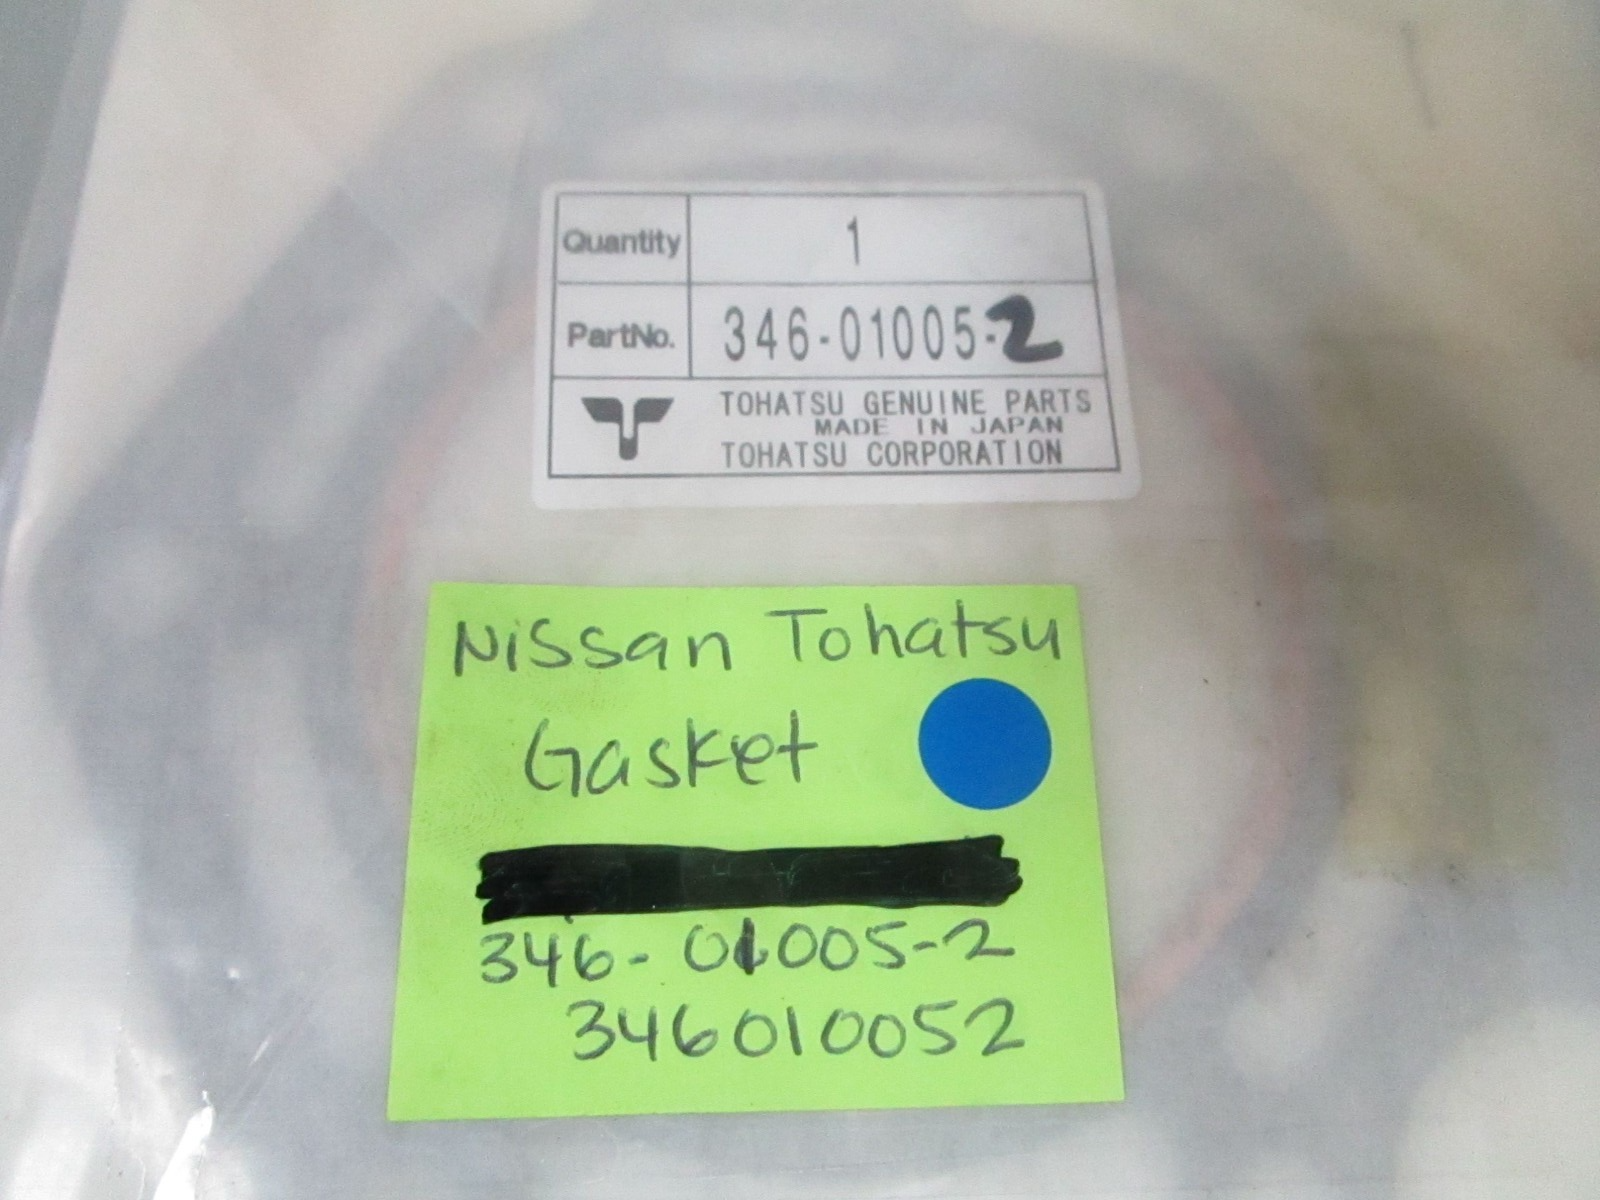 Quantity 1
PartNo. 346-01005-2
TOHATSU GENUINE PARTS
MADE IN JAPAN
TOHATSU CORPORATION
Nissan Tohatsu
Gasket
346-01005-2
346010052